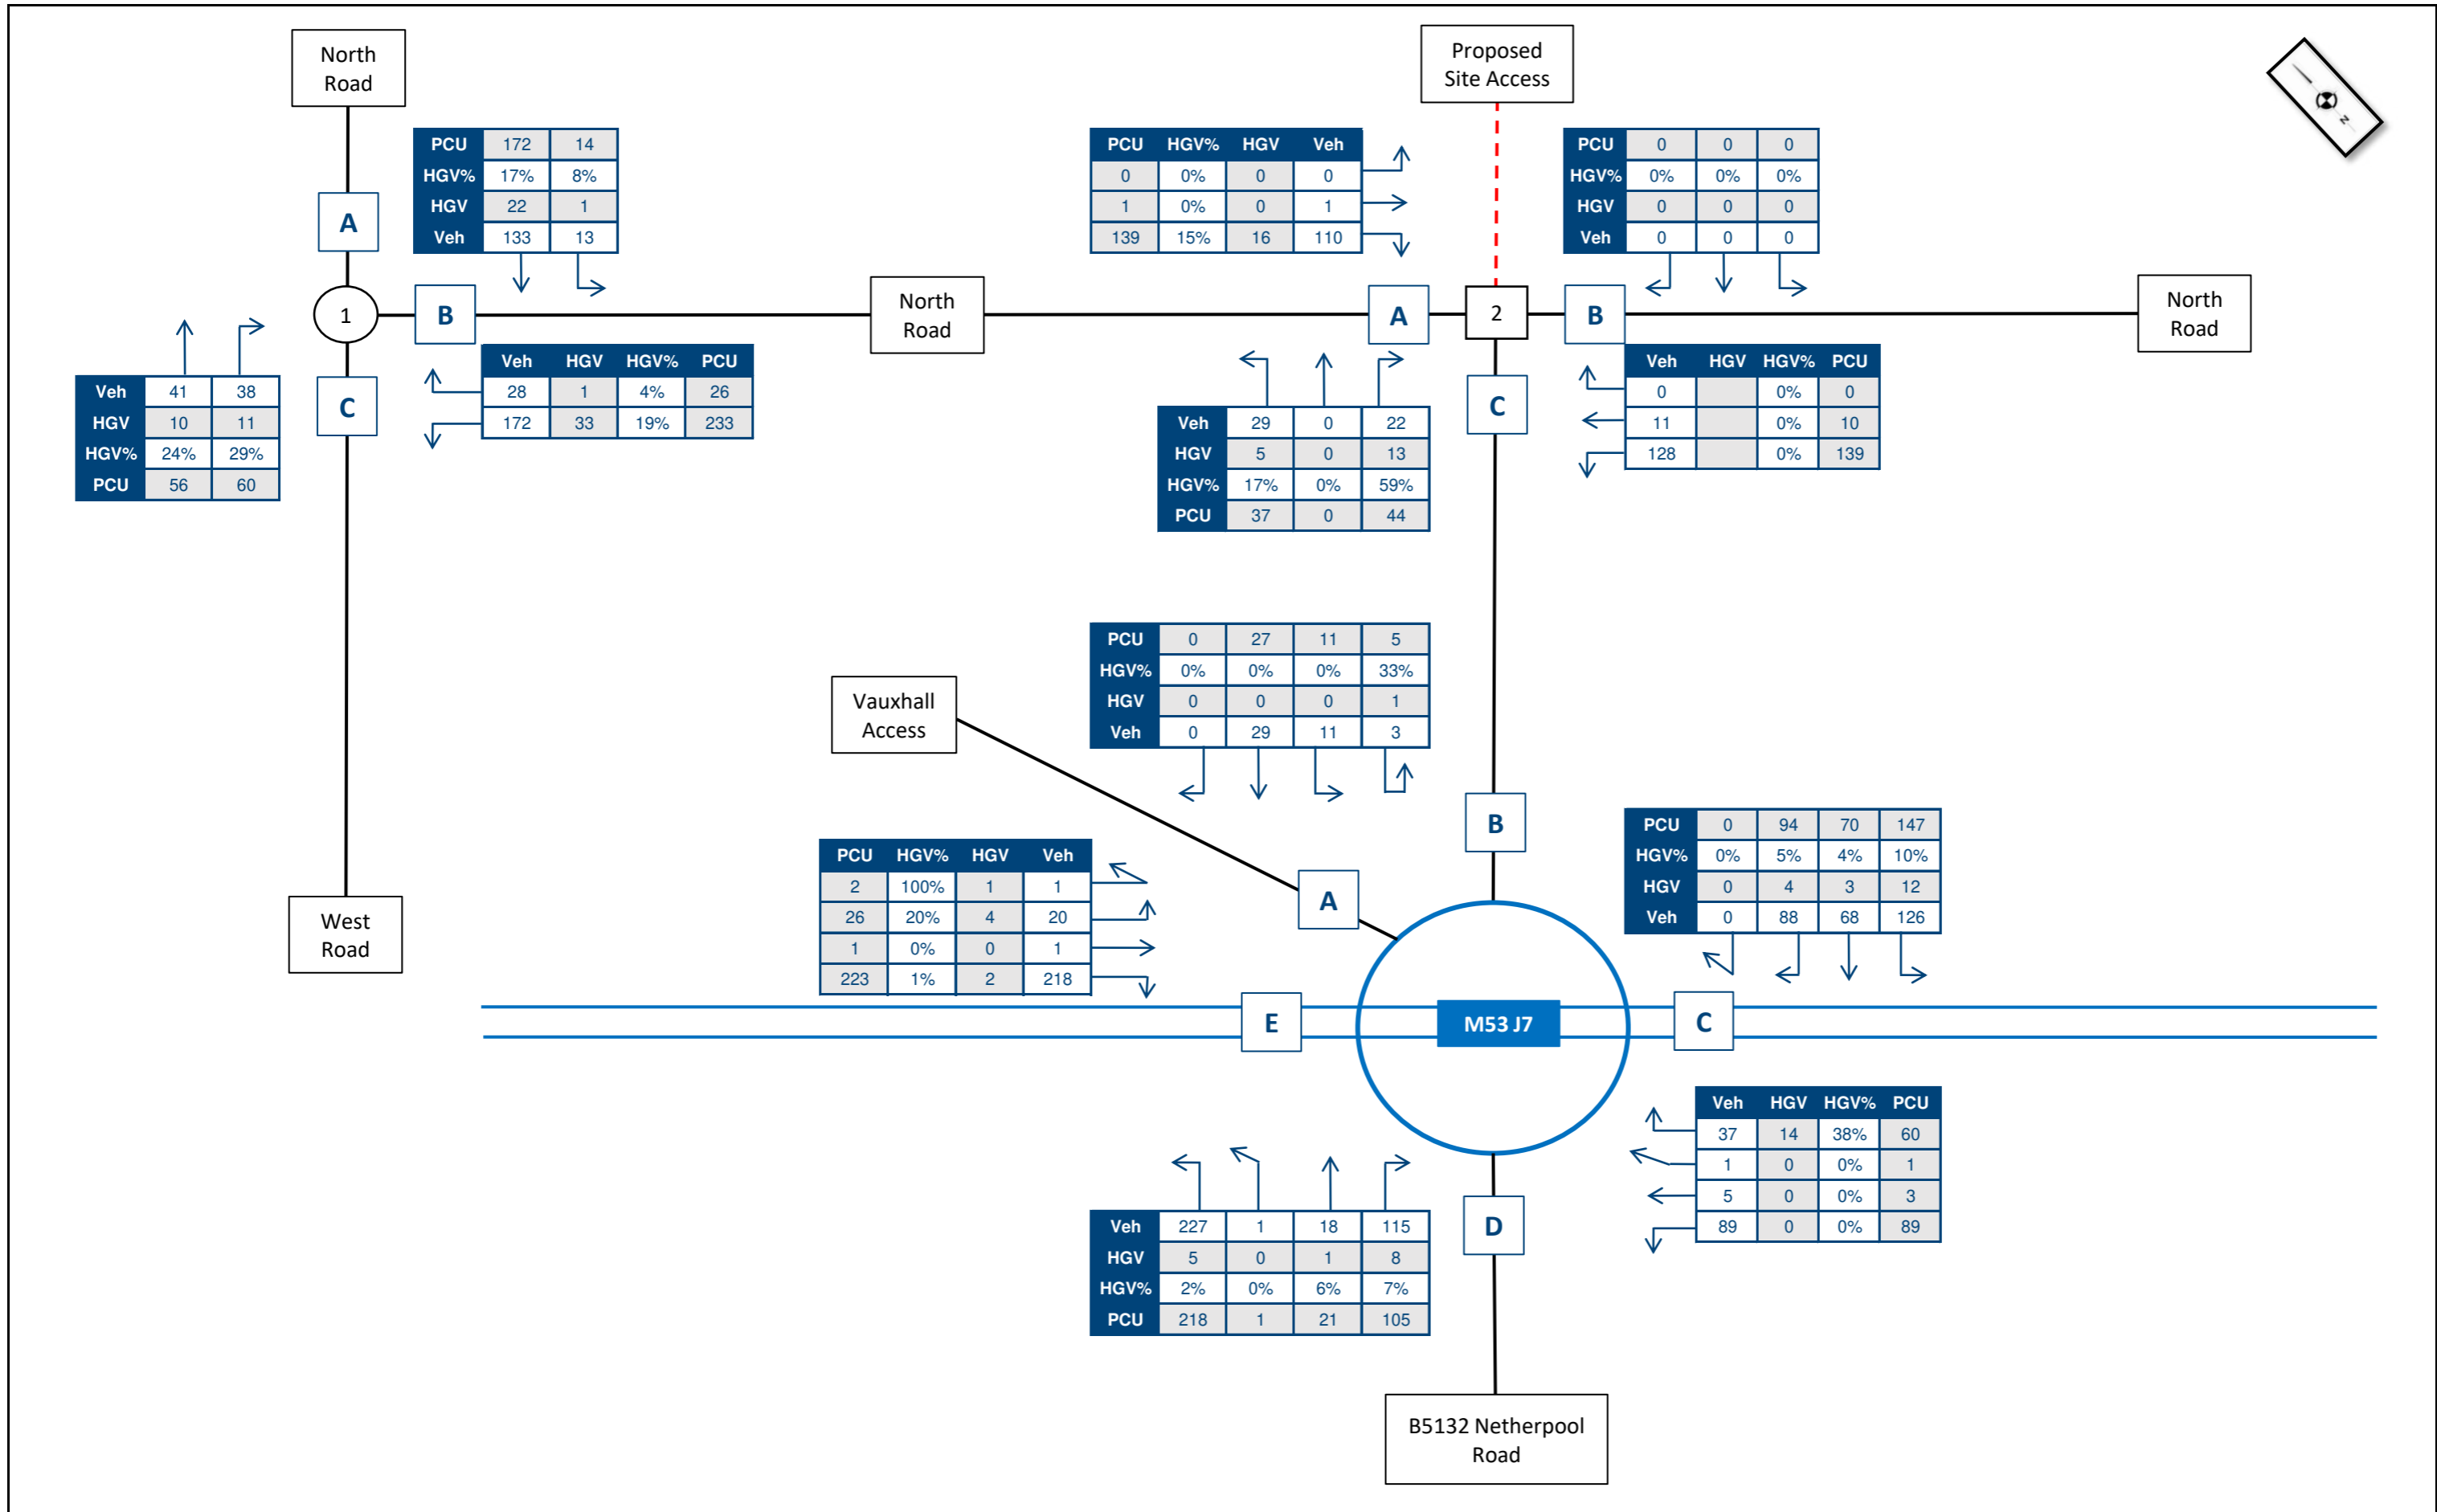 North
Road
Proposed
Site Access
N
PCU 172 14
HGV% 17% 8%
HGV 22 1
Veh 133 13
PCU HGV% HGV Veh
0 0% 0 0
1 0% 0 1
139 15% 16 110
PCU 0 0 0
HGV% 0% 0% 0%
HGV 0 0 0
Veh 0 0 0
A
1
B
North
Road
A
2
B
North
Road
Veh 41 38
HGV 10 11
HGV% 24% 29%
PCU 56 60
C
Veh HGV HGV% PCU
28 1 4% 26
172 33 19% 233
Veh 29 0 22
HGV 5 0 13
HGV% 17% 0% 59%
PCU 37 0 44
C
Veh HGV HGV% PCU
0 0% 0
11 0% 10
128 0% 139
PCU 0 27 11 5
HGV% 0% 0% 0% 33%
HGV 0 0 0 1
Veh 0 29 11 3
Vauxhall
Access
B
PCU HGV% HGV Veh
2 100% 1 1
26 20% 4 20
1 0% 0 1
223 1% 2 218
A
PCU 0 94 70 147
HGV% 0% 5% 4% 10%
HGV 0 4 3 12
Veh 0 88 68 126
West
Road
E
M53 J7
C
Veh HGV HGV% PCU
37 14 38% 60
1 0 0% 1
5 0 0% 3
89 0 0% 89
Veh 227 1 18 115
HGV 5 0 1 8
HGV% 2% 0% 6% 7%
PCU 218 1 21 105
D
B5132 Netherpool
Road